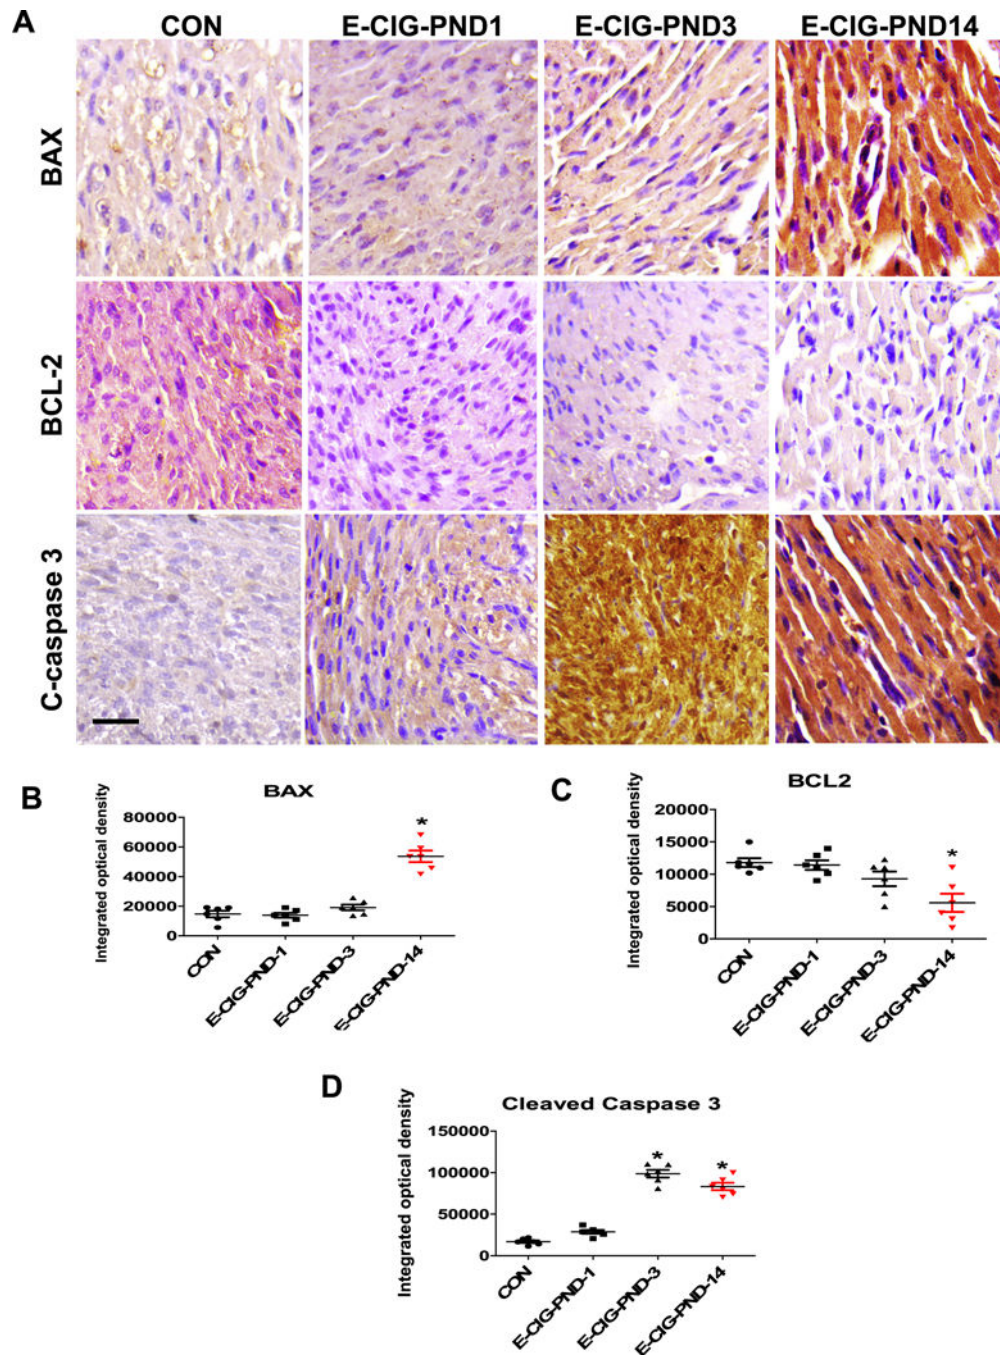 A
CON E-CIG-PND1 E-CIG-PND3 E-CIG-PND14
BAX
BCL-2
C-caspase 3
B
BAX
Integrated optical density
80000
60000
40000
20000
0
*
CON
E-CIG-PND-1
E-CIG-PND-3
E-CIG-PND-14
C
BCL2
Integrated optical density
20000
15000
10000
5000
0
*
CON
E-CIG-PND-1
E-CIG-PND-3
E-CIG-PND-14
D
Cleaved Caspase 3
Integrated optical density
150000
100000
50000
0
* *
CON
E-CIG-PND-1
E-CIG-PND-3
E-CIG-PND-14